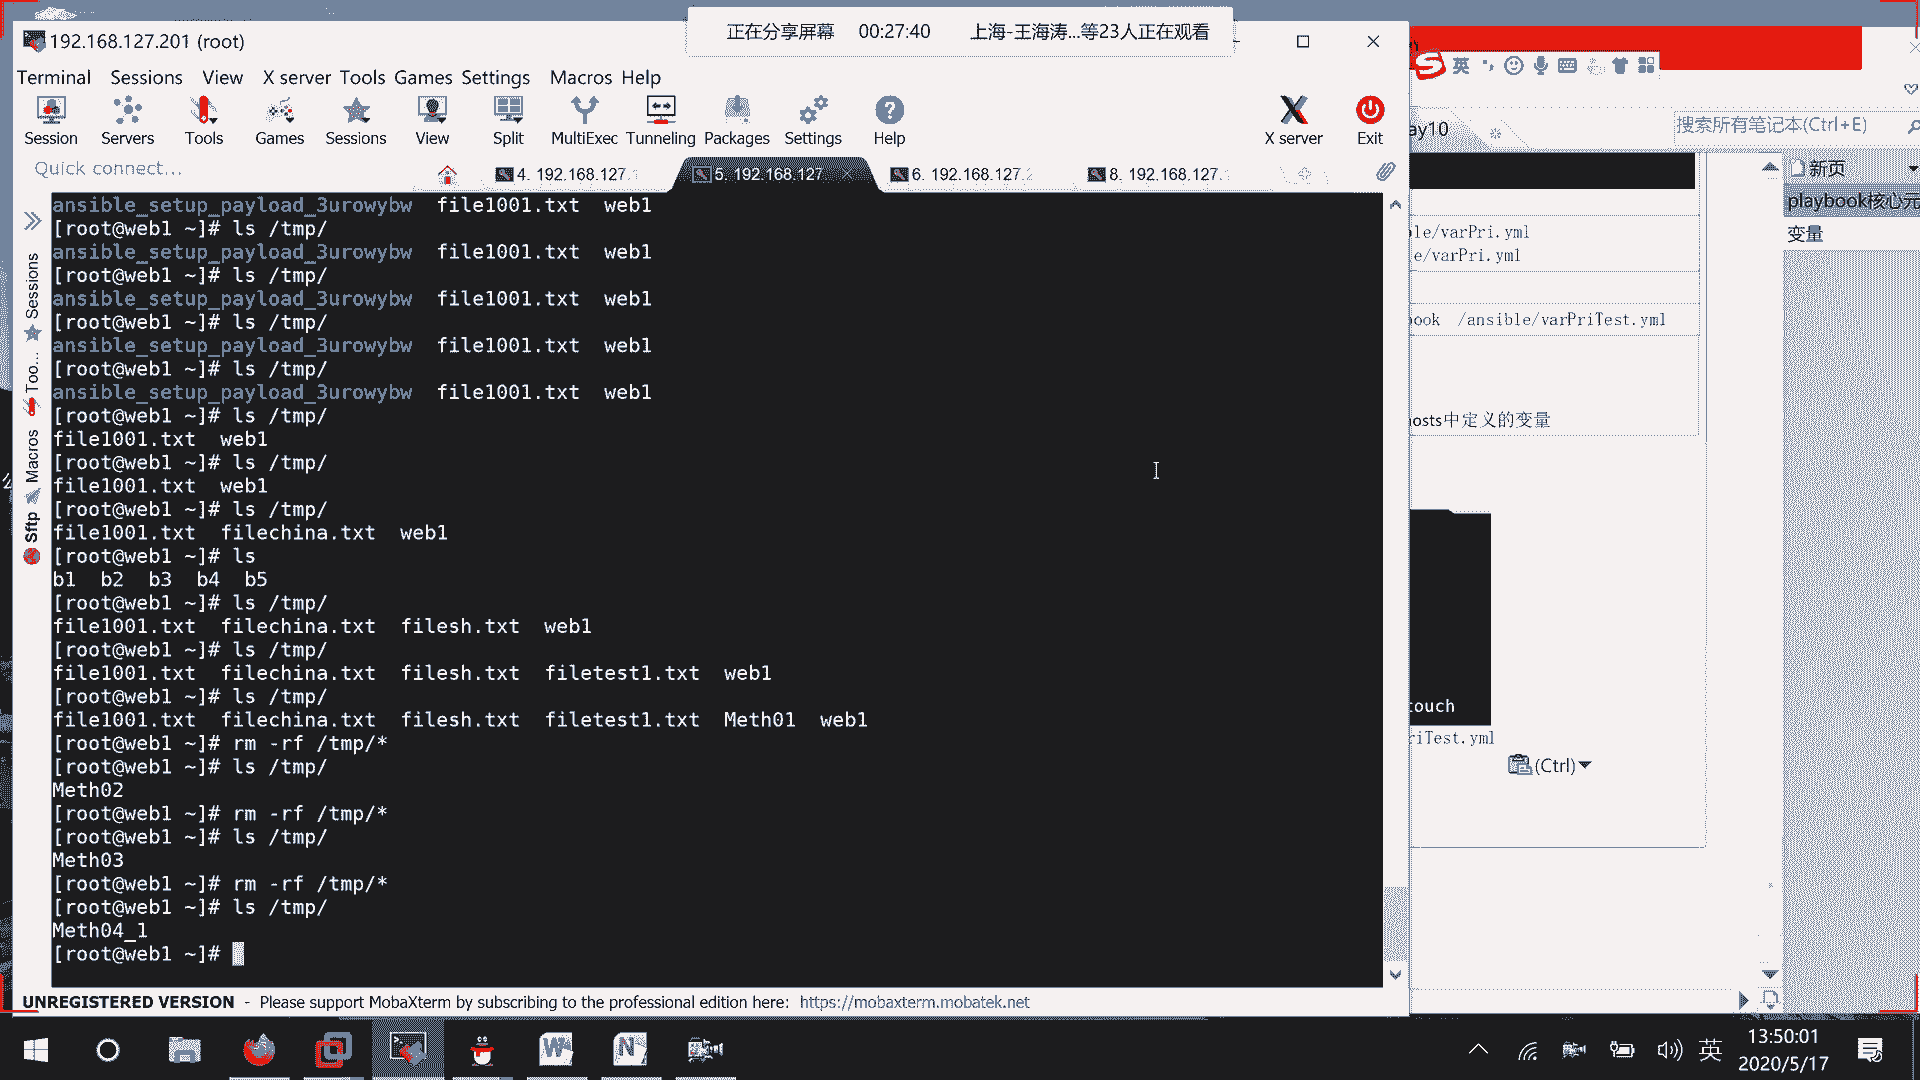 正在分享屏幕 00:27:40 上海-王海涛...等23人正在观看
192.168.127.201 (root)
Terminal Sessions View X server Tools Games Settings Macros Help
英
Session Servers Tools Games Sessions View Split MultiExec Tunneling Packages Settings Help X server Exit
ay10
搜索所有笔记本(Ctrl+E)
Quick connect...
4. 192.168.127.
5. 192.168.127.
6. 192.168.127.2
8. 192.168.127.
新页
playbook核心元
变量
Sessions
Too...
Macros
Sftp
ansible_setup_payload_3urowybw file1001.txt web1
[root@web1 ~]# ls /tmp/
ansible_setup_payload_3urowybw file1001.txt web1
[root@web1 ~]# ls /tmp/
ansible_setup_payload_3urowybw file1001.txt web1
[root@web1 ~]# ls /tmp/
ansible_setup_payload_3urowybw file1001.txt web1
[root@web1 ~]# ls /tmp/
ansible_setup_payload_3urowybw file1001.txt web1
[root@web1 ~]# ls /tmp/
file1001.txt web1
[root@web1 ~]# ls /tmp/
file1001.txt web1
[root@web1 ~]# ls /tmp/
file1001.txt filechina.txt web1
[root@web1 ~]# ls
b1 b2 b3 b4 b5
[root@web1 ~]# ls /tmp/
file1001.txt filechina.txt filesh.txt web1
[root@web1 ~]# ls /tmp/
file1001.txt filechina.txt filesh.txt filetest1.txt web1
[root@web1 ~]# ls /tmp/
file1001.txt filechina.txt filesh.txt filetest1.txt Meth01 web1
[root@web1 ~]# rm -rf /tmp/*
[root@web1 ~]# ls /tmp/
Meth02
[root@web1 ~]# rm -rf /tmp/*
[root@web1 ~]# ls /tmp/
Meth03
[root@web1 ~]# rm -rf /tmp/*
[root@web1 ~]# ls /tmp/
Meth04_1
[root@web1 ~]#
le/varPri.yml
e/varPri.yml
book /ansible/varPriTest.yml
hosts中定义的变量
touch
riTest.yml
(Ctrl)
UNREGISTERED VERSION - Please support MobaXterm by subscribing to the professional edition here: https://mobaxterm.mobatek.net
英
13:50:01
2020/5/17